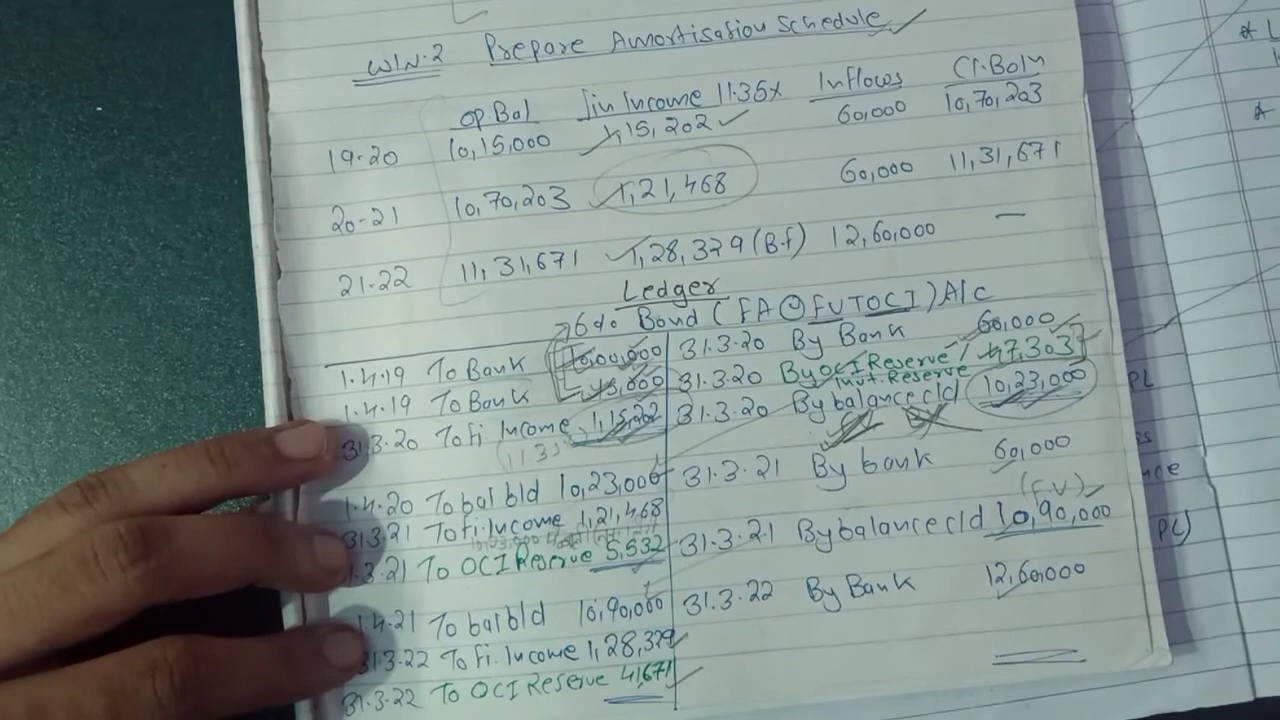 WN.2 Prepare Amortisation Schedule
Op Bal Fin Income 11.35% Inflows Cl. Baln
19-20 10,15,000 1,15,202 60,000 10,70,203
20-21 10,70,203 1,21,468 60,000 11,31,671
21-22 11,31,671 1,28,329 (B.f) 12,60,000 —
Ledger
6% Bond (FA @ FVTOCI) A/c
1.4.19 To Bank 10,00,000 31.3.20 By Bank 60,000
1.4.19 To Bank 15,000 31.3.20 By OCI Reserve / 47,303
Invt. Reserve
31.3.20 To Fi. Income 1,15,202 31.3.20 By balance c/d 10,23,000
1.4.20 To bal b/d 10,23,000 31.3.21 By bank 60,000
(F.V)
31.3.21 To fi. Income 1,21,468 31.3.21 By balance c/d 10,90,000
.3.21 To OCI Reserve 5,532
.4.21 To bal b/d 10,90,000 31.3.22 By Bank 12,60,000
31.3.22 To Fi. Income 1,28,329
31.3.22 To OCI Reserve 41,671
PL
PL)